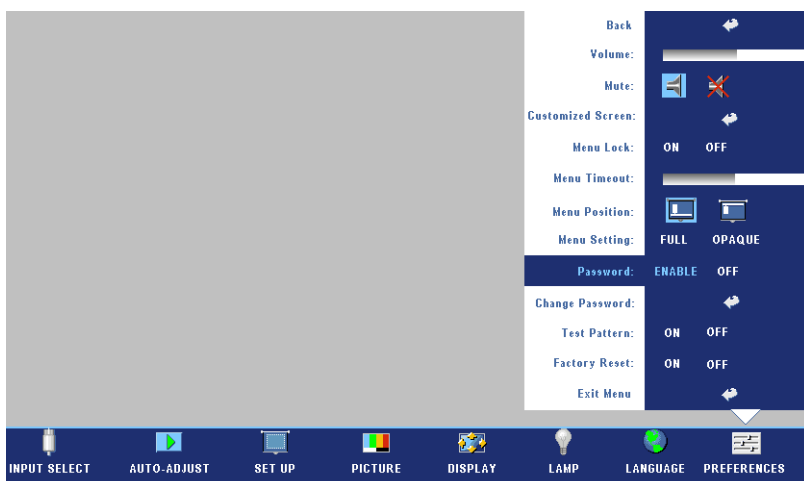 Back
Volume:
Mute:
Customized Screen:
Menu Lock: ON OFF
Menu Timeout:
Menu Position:
Menu Setting: FULL OPAQUE
Password: ENABLE OFF
Change Password:
Test Pattern: ON OFF
Factory Reset: ON OFF
Exit Menu
INPUT SELECT AUTO-ADJUST SET UP PICTURE DISPLAY LAMP LANGUAGE PREFERENCES